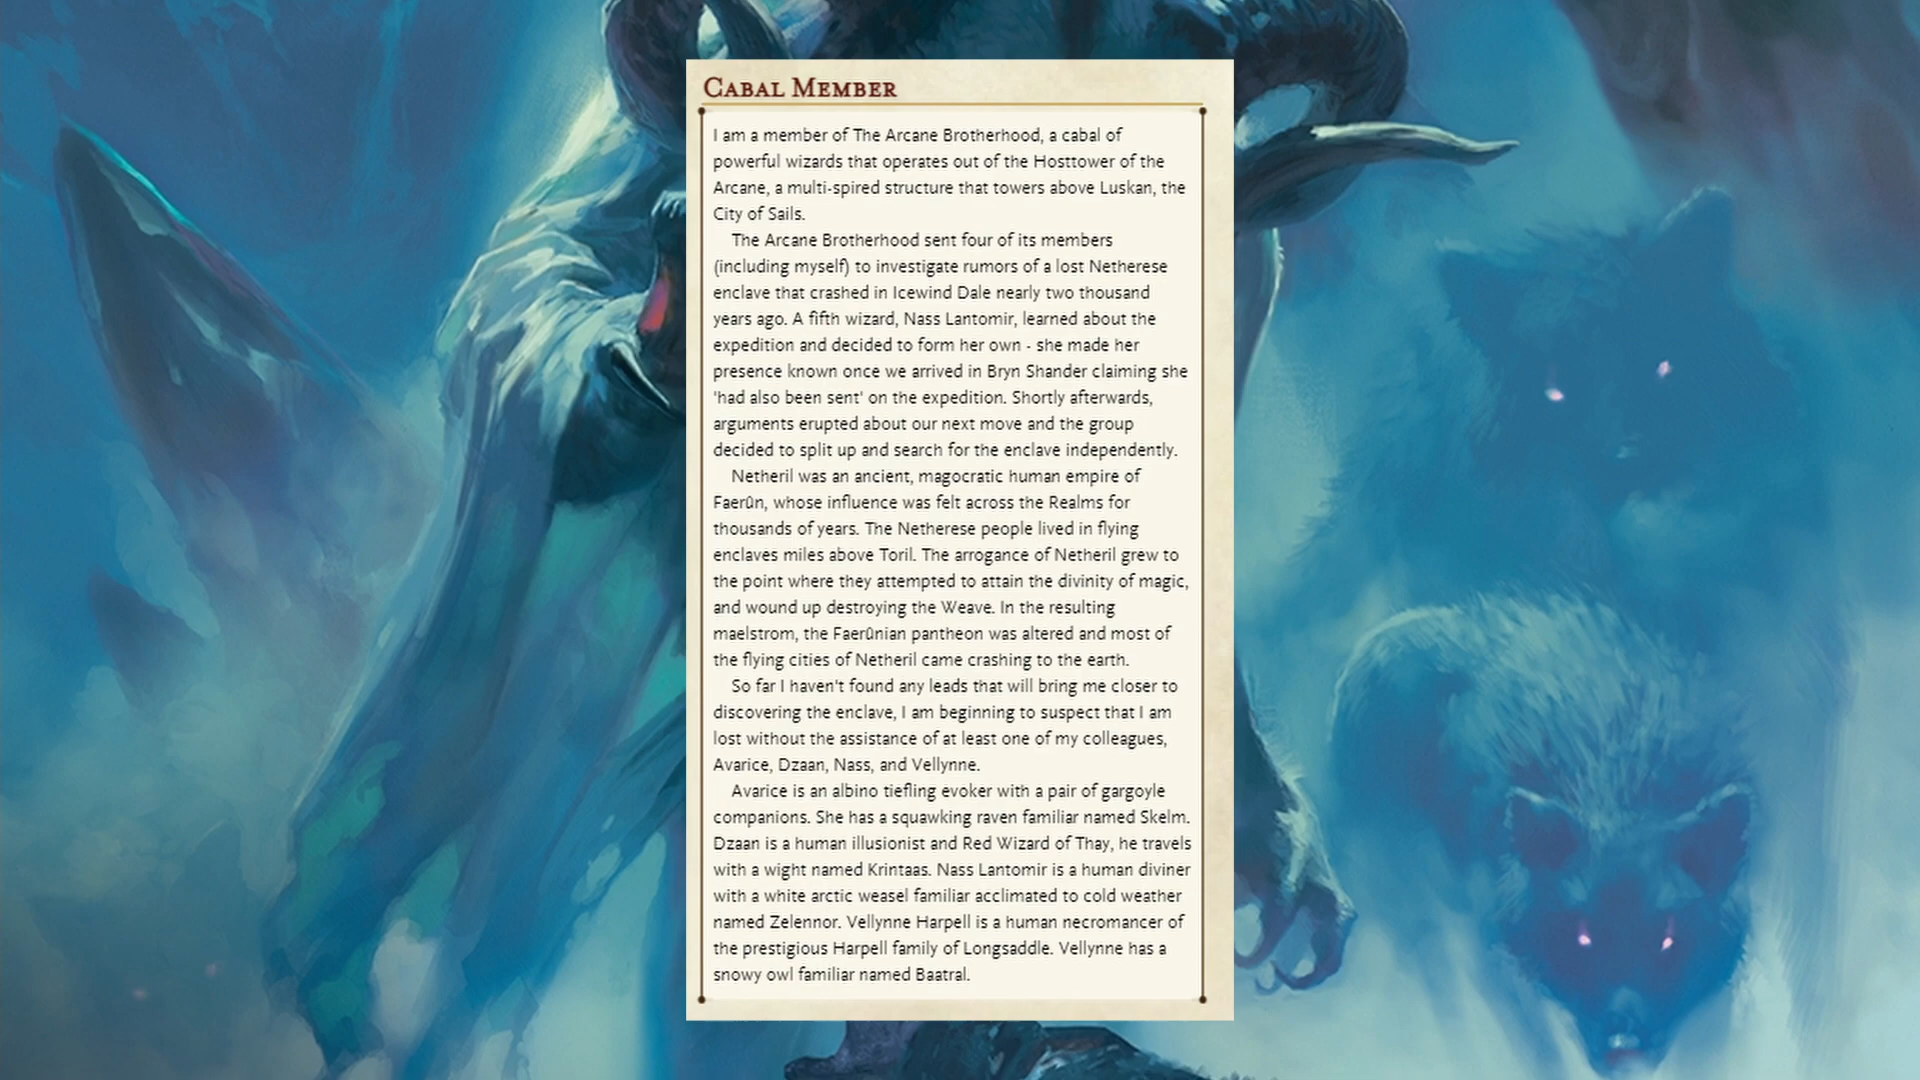 Cabal Member
I am a member of The Arcane Brotherhood, a cabal of
powerful wizards that operates out of the Hosttower of the
Arcane, a multi-spired structure that towers above Luskan, the
City of Sails.
The Arcane Brotherhood sent four of its members
(including myself) to investigate rumors of a lost Netherese
enclave that crashed in Icewind Dale nearly two thousand
years ago. A fifth wizard, Nass Lantomir, learned about the
expedition and decided to form her own - she made her
presence known once we arrived in Bryn Shander claiming she
'had also been sent' on the expedition. Shortly afterwards,
arguments erupted about our next move and the group
decided to split up and search for the enclave independently.
Netheril was an ancient, magocratic human empire of
Faerûn, whose influence was felt across the Realms for
thousands of years. The Netherese people lived in flying
enclaves miles above Toril. The arrogance of Netheril grew to
the point where they attempted to attain the divinity of magic,
and wound up destroying the Weave. In the resulting
maelstrom, the Faerûnian pantheon was altered and most of
the flying cities of Netheril came crashing to the earth.
So far I haven't found any leads that will bring me closer to
discovering the enclave, I am beginning to suspect that I am
lost without the assistance of at least one of my colleagues,
Avarice, Dzaan, Nass, and Vellynne.
Avarice is an albino tiefling evoker with a pair of gargoyle
companions. She has a squawking raven familiar named Skelm.
Dzaan is a human illusionist and Red Wizard of Thay, he travels
with a wight named Krintaas. Nass Lantomir is a human diviner
with a white arctic weasel familiar acclimated to cold weather
named Zelennor. Vellynne Harpell is a human necromancer of
the prestigious Harpell family of Longsaddle. Vellynne has a
snowy owl familiar named Baatral.